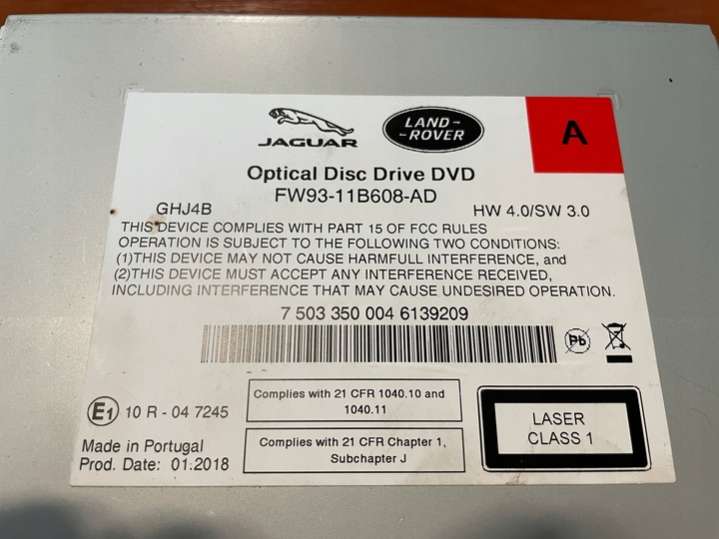 JAGUAR
LAND-
-ROVER
A
Optical Disc Drive DVD
FW93-11B608-AD
GHJ4B
HW 4.0/SW 3.0
THIS DEVICE COMPLIES WITH PART 15 OF FCC RULES
OPERATION IS SUBJECT TO THE FOLLOWING TWO CONDITIONS:
(1)THIS DEVICE MAY NOT CAUSE HARMFULL INTERFERENCE, and
(2)THIS DEVICE MUST ACCEPT ANY INTERFERENCE RECEIVED,
INCLUDING INTERFERENCE THAT MAY CAUSE UNDESIRED OPERATION.
7 503 350 004 6139209
Pb
E1 10 R - 04 7245
Complies with 21 CFR 1040.10 and
1040.11
Made in Portugal
Prod. Date: 01.2018
Complies with 21 CFR Chapter 1,
Subchapter J
LASER
CLASS 1